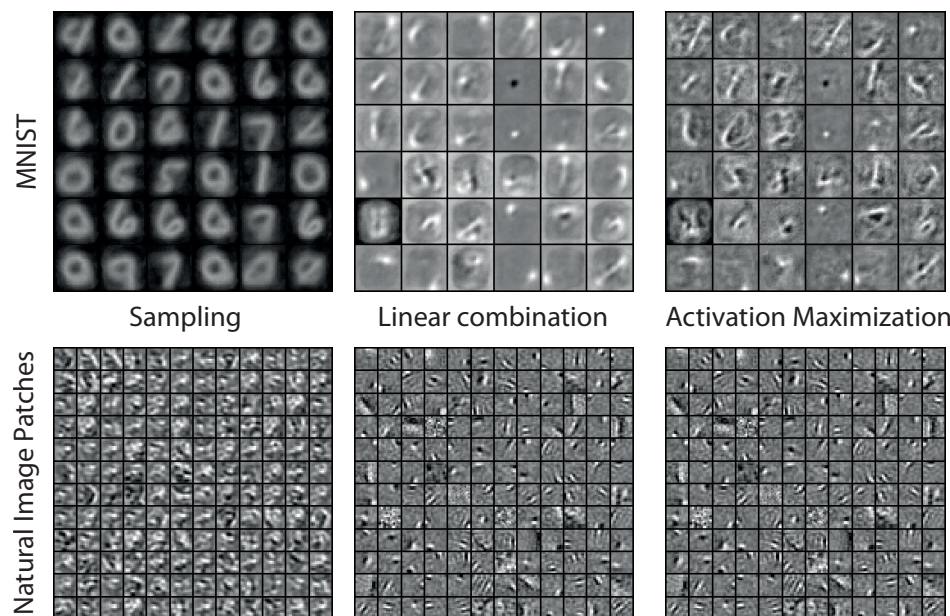 MNIST
Sampling
Linear combination
Activation Maximization
Natural Image Patches